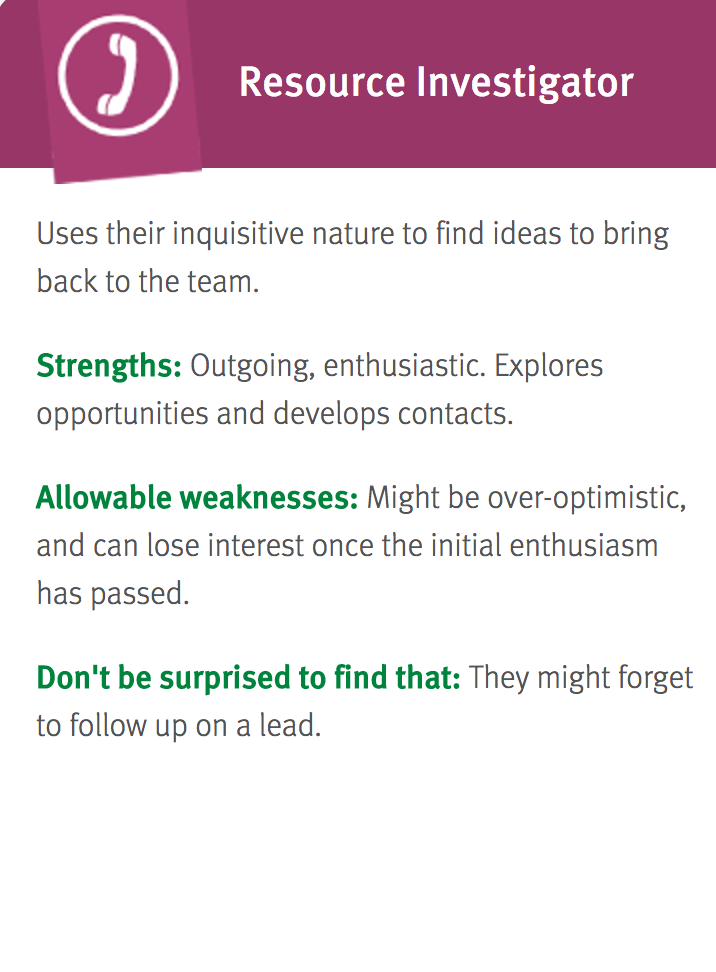 Resource Investigator
Uses their inquisitive nature to find ideas to bring
back to the team.
Strengths: Outgoing, enthusiastic. Explores
opportunities and develops contacts.
Allowable weaknesses: Might be over-optimistic,
and can lose interest once the initial enthusiasm
has passed.
Don't be surprised to find that: They might forget
to follow up on a lead.